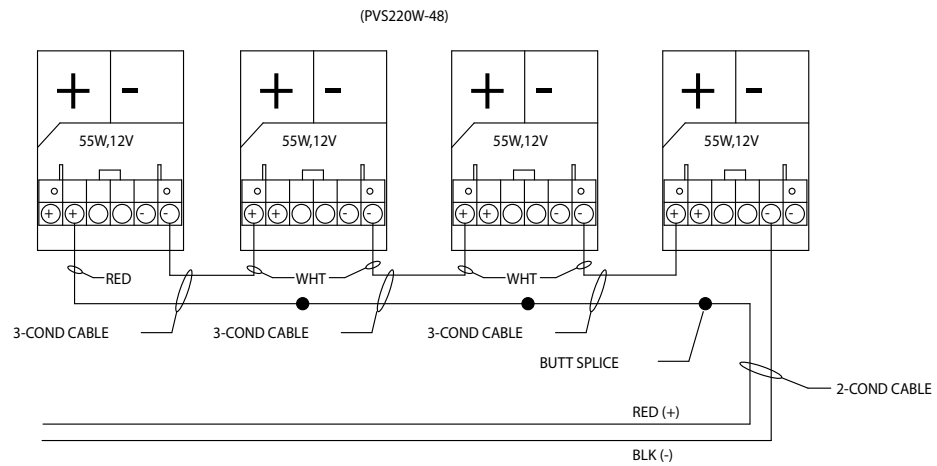 (PVS220W-48)
+ - + - + - + -
55W,12V 55W,12V 55W,12V 55W,12V
+ + - - + + - - + + - - + + - -
RED WHT WHT
3-COND CABLE 3-COND CABLE 3-COND CABLE
BUTT SPLICE
2-COND CABLE
RED (+)
BLK (-)